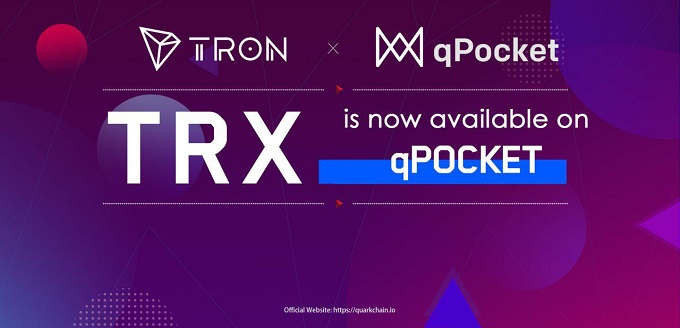 TRON × qPocket
TRX
is now available on
qPOCKET
Official Website: https://quarkchain.io